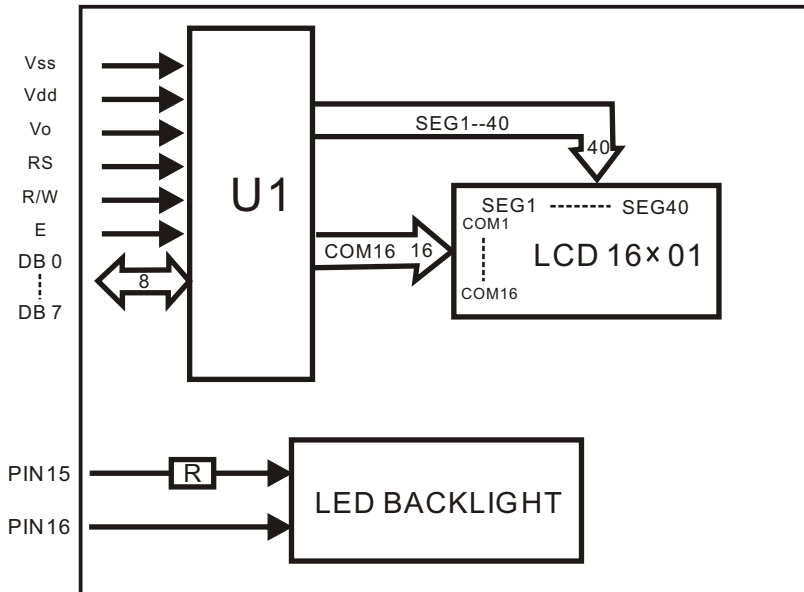 Vss
Vdd
Vo
RS
R/W
E
DB 0
DB 7
8
U1
SEG1--40
40
COM16 16
SEG1 SEG40
COM1
COM16
LCD 16×01
PIN15
R
PIN16
LED BACKLIGHT